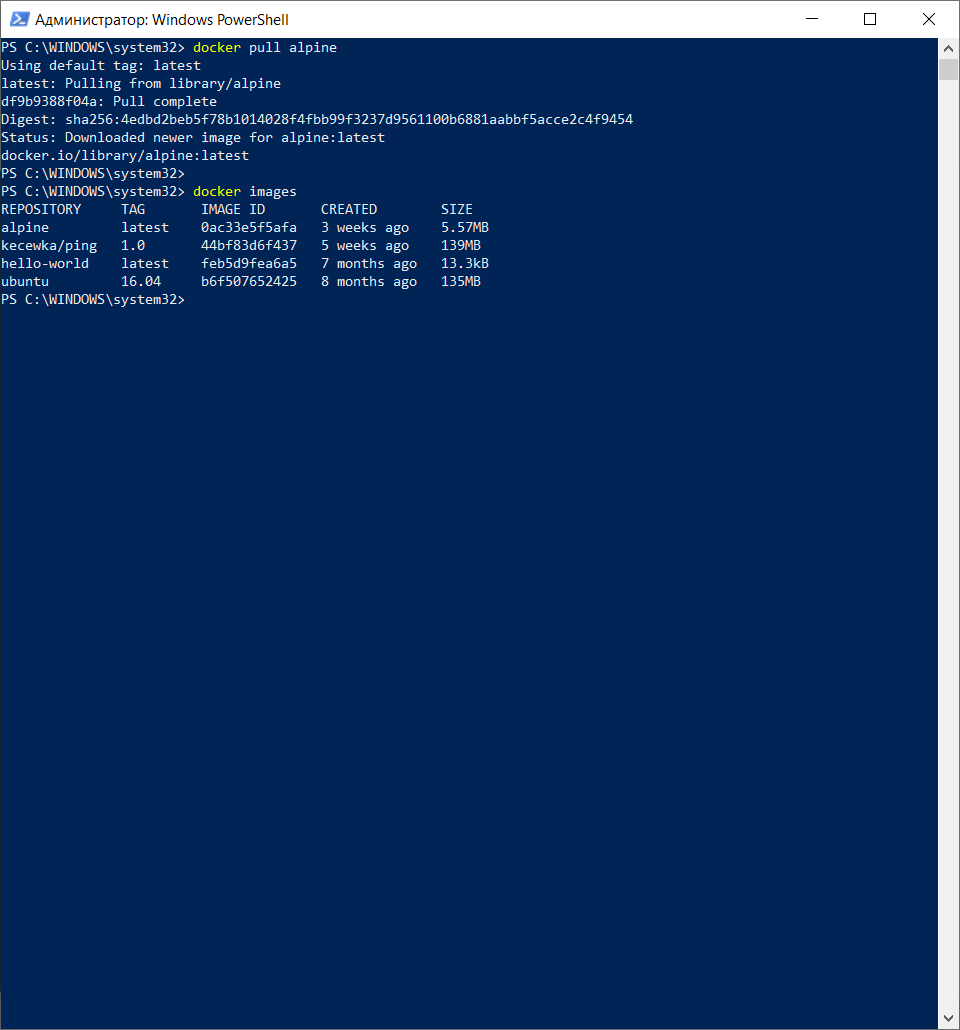 Администратор: Windows PowerShell
PS C:\WINDOWS\system32> docker pull alpine
Using default tag: latest
latest: Pulling from library/alpine
df9b9388f04a: Pull complete
Digest: sha256:4edbd2beb5f78b1014028f4fbb99f3237d9561100b6881aabbf5acce2c4f9454
Status: Downloaded newer image for alpine:latest
docker.io/library/alpine:latest
PS C:\WINDOWS\system32>
PS C:\WINDOWS\system32> docker images
REPOSITORY     TAG       IMAGE ID       CREATED        SIZE
alpine         latest    0ac33e5f5afa   3 weeks ago    5.57MB
kecewka/ping   1.0       44bf83d6f437   5 weeks ago    139MB
hello-world    latest    feb5d9fea6a5   7 months ago   13.3kB
ubuntu         16.04     b6f507652425   8 months ago   135MB
PS C:\WINDOWS\system32>